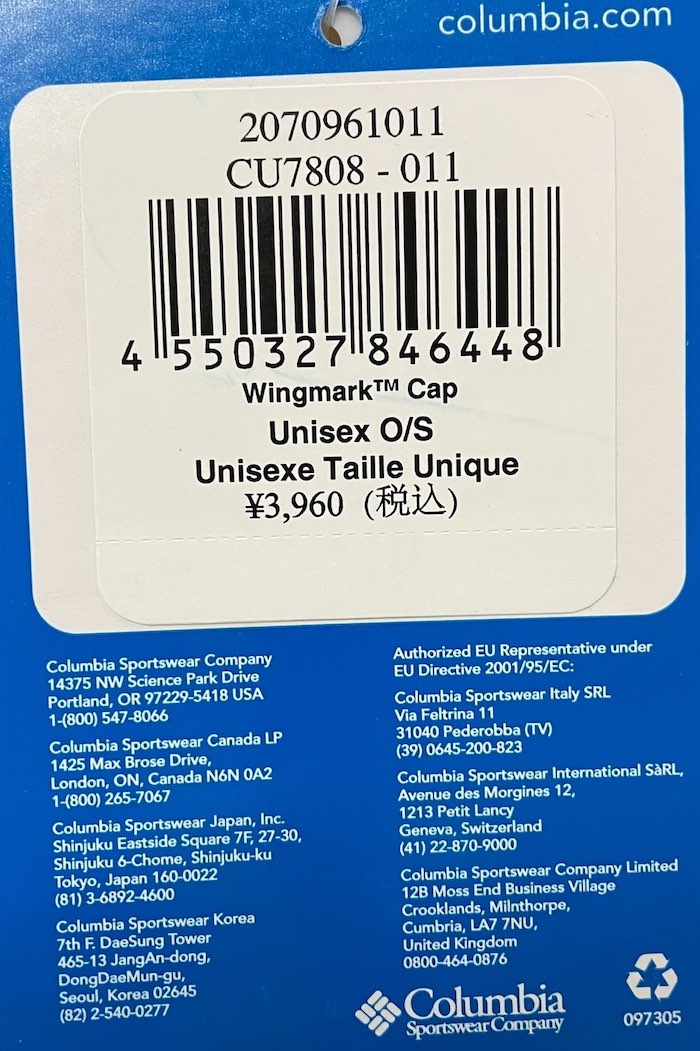 columbia.com
2070961011
CU7808 - 011
4 550327 846448
Wingmark™ Cap
Unisex O/S
Unisexe Taille Unique
¥3,960 (税込)
Columbia Sportswear Company
14375 NW Science Park Drive
Portland, OR 97229-5418 USA
1-(800) 547-8066
Columbia Sportswear Canada LP
1425 Max Brose Drive,
London, ON, Canada N6N 0A2
1-(800) 265-7067
Columbia Sportswear Japan, Inc.
Shinjuku Eastside Square 7F, 27-30,
Shinjuku 6-Chome, Shinjuku-ku
Tokyo, Japan 160-0022
(81) 3-6892-4600
Columbia Sportswear Korea
7th F. DaeSung Tower
465-13 JangAn-dong,
DongDaeMun-gu,
Seoul, Korea 02645
(82) 2-540-0277
Authorized EU Representative under
EU Directive 2001/95/EC:
Columbia Sportswear Italy SRL
Via Feltrina 11
31040 Pederobba (TV)
(39) 0645-200-823
Columbia Sportswear International SàRL,
Avenue des Morgines 12,
1213 Petit Lancy
Geneva, Switzerland
(41) 22-870-9000
Columbia Sportswear Company Limited
12B Moss End Business Village
Crooklands, Milnthorpe,
Cumbria, LA7 7NU,
United Kingdom
0800-464-0876
Columbia
Sportswear Company
097305